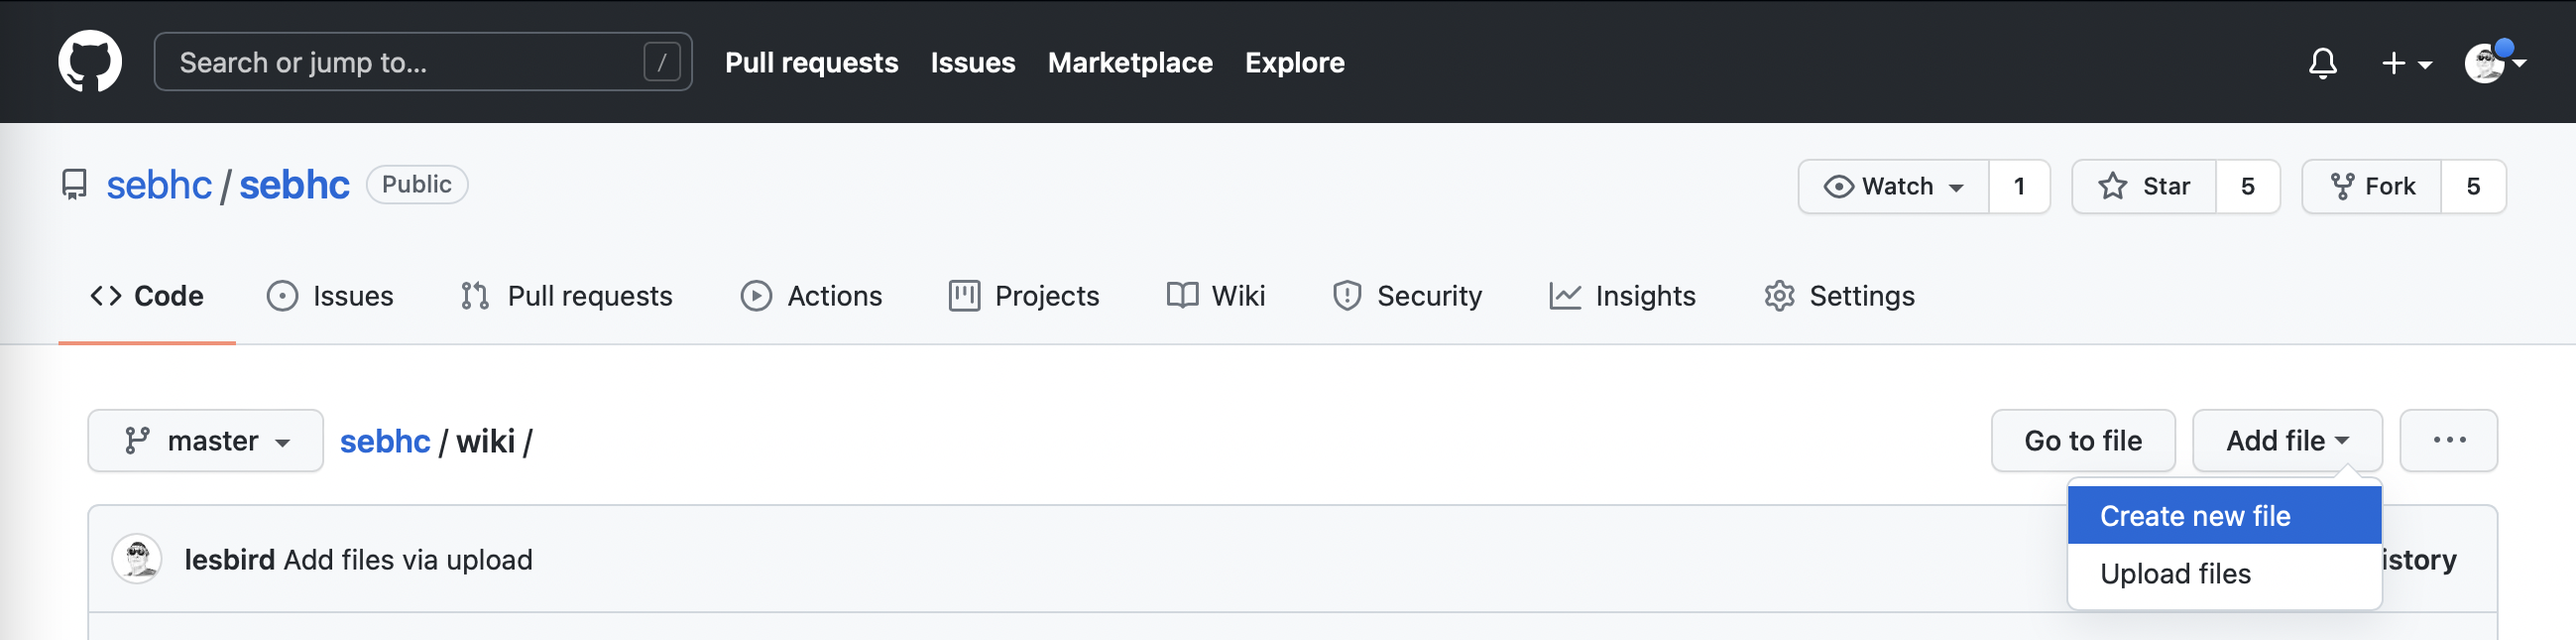 Search or jump to... / Pull requests Issues Marketplace Explore
sebhc / sebhc Public Watch 1 Star 5 Fork 5
Code Issues Pull requests Actions Projects Wiki Security Insights Settings
master sebhc / wiki / Go to file Add file ...
Create new file
lesbird Add files via upload istory
Upload files